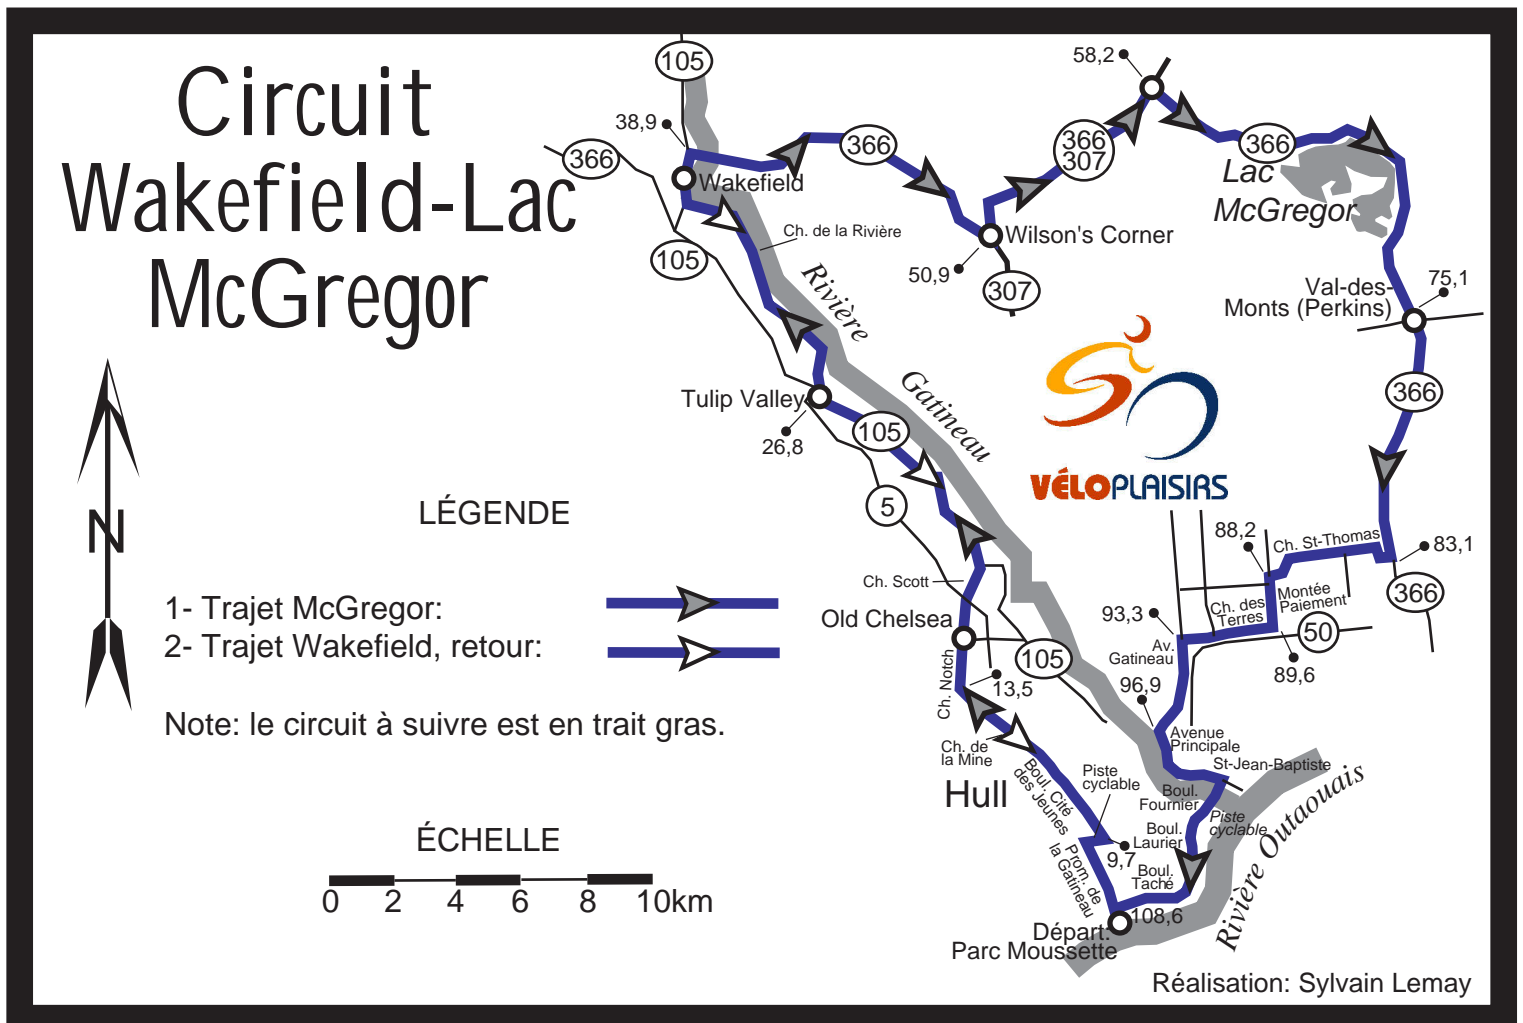 Circuit
Wakefield-Lac
McGregor
105
58,2
38,9
366
366
366
307
366
Lac
McGregor
Wakefield
Ch. de la Rivière
Wilson's Corner
105
50,9
307
Rivière
Gatineau
Val-des-
Monts (Perkins)
75,1
Tulip Valley
26,8
105
366
VÉLOPLAISIRS
N
LÉGENDE
5
88,2
Ch. St-Thomas
83,1
1- Trajet McGregor:
2- Trajet Wakefield, retour:
Ch. Scott
Old Chelsea
93,3
Ch. des
Terres
Montée
Paiement
366
50
Av.
Gatineau
89,6
105
Ch. Notch
13,5
96,9
Note: le circuit à suivre est en trait gras.
Ch. de
la Mine
Avenue
Principale
St-Jean-Baptiste
Hull
Boul. Cité
des Jeunes
Piste
cyclable
Boul.
Fournier
Piste
cyclable
Boul.
Laurier
9,7
Boul.
Taché
Prom. de
la Gatineau
Rivière Outaouais
ÉCHELLE
0 2 4 6 8 10km
108,6
Départ:
Parc Moussette
Réalisation: Sylvain Lemay